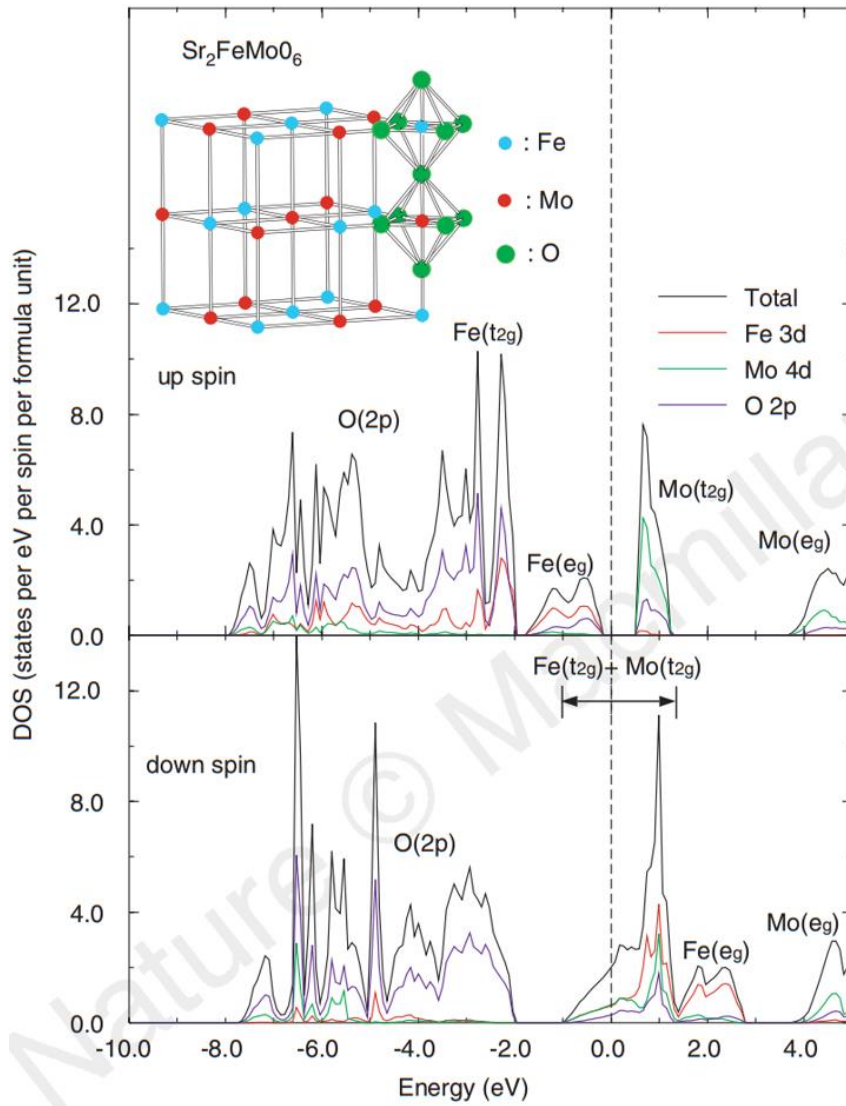 Sr₂FeMo0₆
: Fe
: Mo
: O
Total
Fe 3d
Mo 4d
O 2p
DOS (states per eV per spin per formula unit)
12.0
8.0
4.0
0.0
up spin
O(2p)
Fe(t₂g)
Fe(eg)
Mo(t₂g)
Mo(eg)
12.0
8.0
4.0
0.0
down spin
O(2p)
Fe(t₂g)+ Mo(t₂g)
Fe(eg)
Mo(eg)
-10.0 -8.0 -6.0 -4.0 -2.0 0.0 2.0 4.0
Energy (eV)
Nature © Macmillan